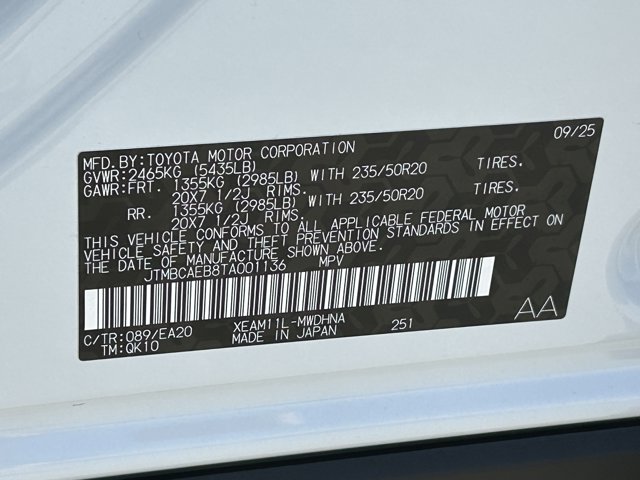 09/25
MFD.BY:TOYOTA MOTOR CORPORATION
GVWR:2465KG (5435LB)
GAWR:FRT. 1355KG (2985LB) WITH 235/50R20 TIRES.
20X7 1/2J RIMS.
RR. 1355KG (2985LB) WITH 235/50R20 TIRES.
20X7 1/2J RIMS.
THIS VEHICLE CONFORMS TO ALL APPLICABLE FEDERAL MOTOR
VEHICLE SAFETY AND THEFT PREVENTION STANDARDS IN EFFECT ON
THE DATE OF MANUFACTURE SHOWN ABOVE.
JTMBCAEB8TA001136 MPV
C/TR:089/EA20 XEAM11L-MWDHNA 251 AA
TM:QK10 MADE IN JAPAN